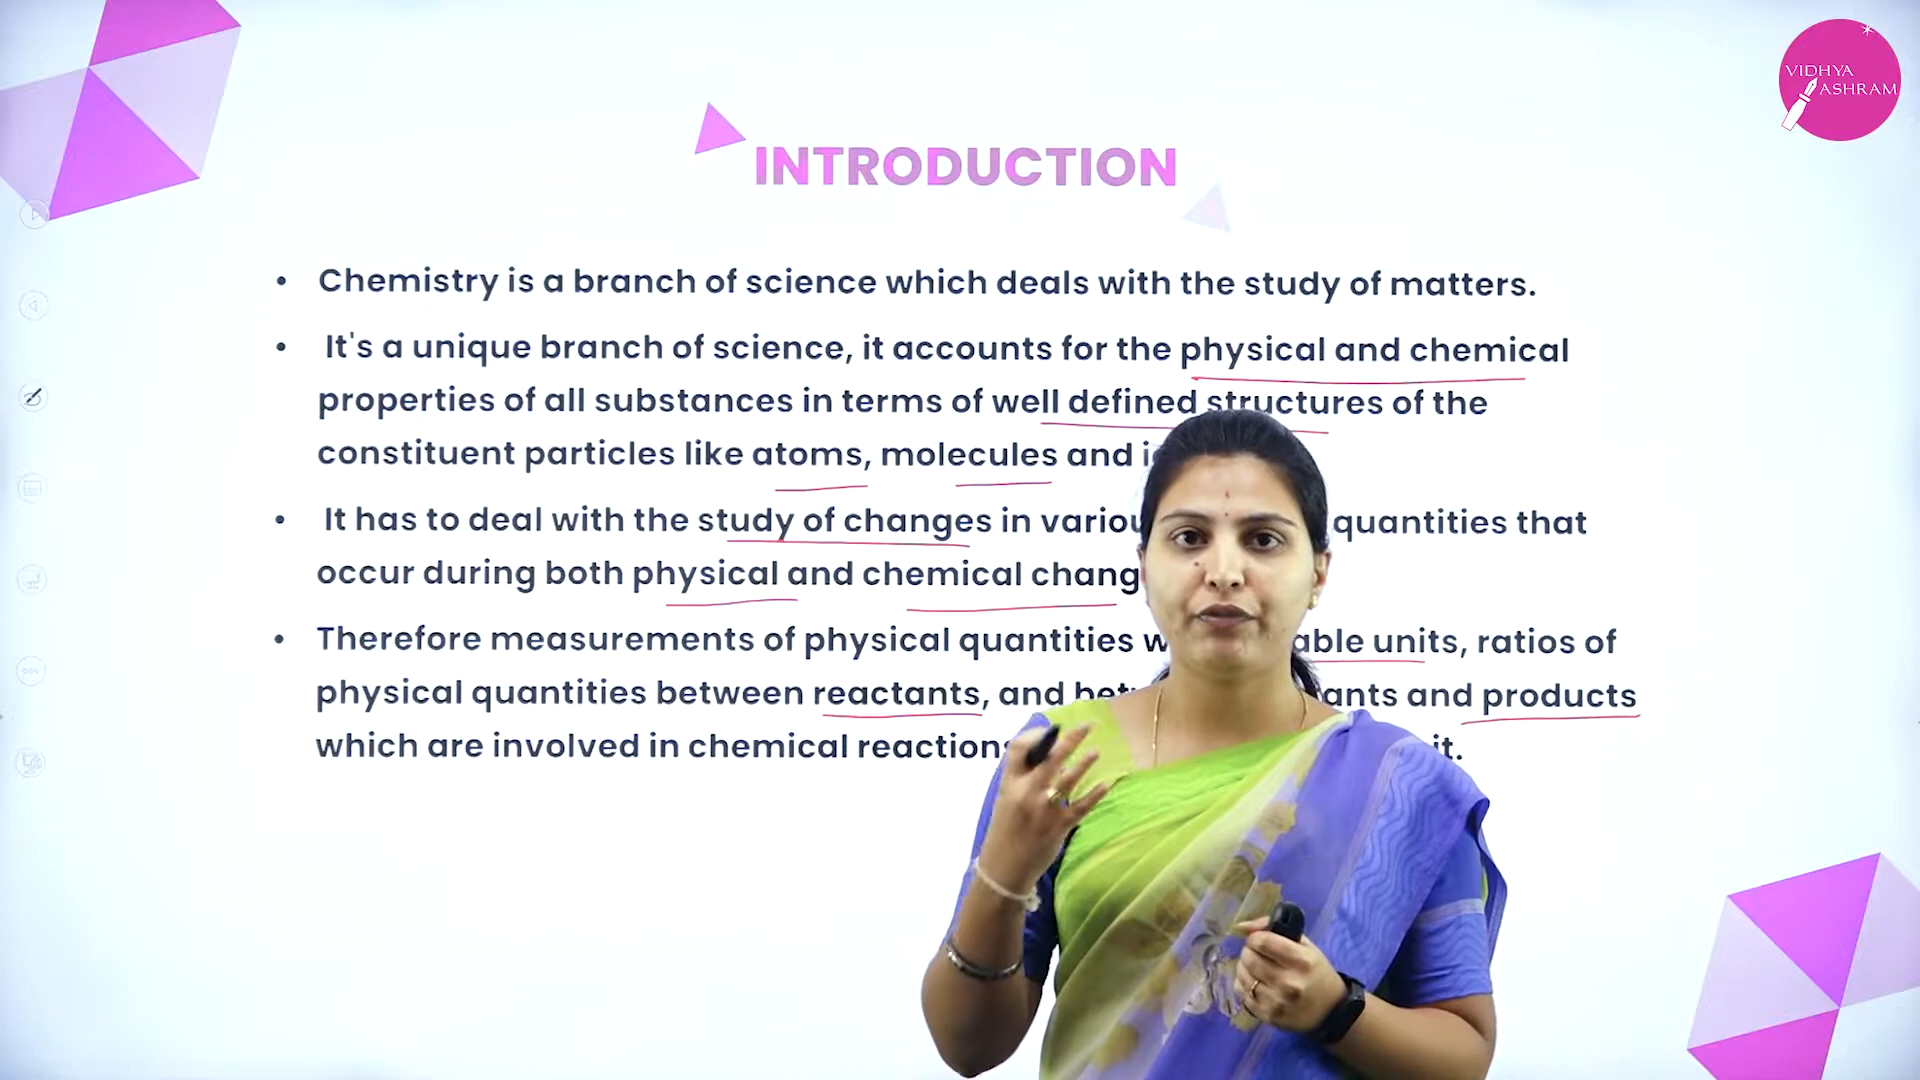 VIDHYA
ASHRAM
INTRODUCTION
• Chemistry is a branch of science which deals with the study of matters.
• It's a unique branch of science, it accounts for the physical and chemical
properties of all substances in terms of well defined structures of the
constituent particles like atoms, molecules and
• It has to deal with the study of changes in quantities that
occur during both physical and chemical
• Therefore measurements of physical quantities units, ratios of
physical quantities between reactants, and and products
which are involved in chemical it.